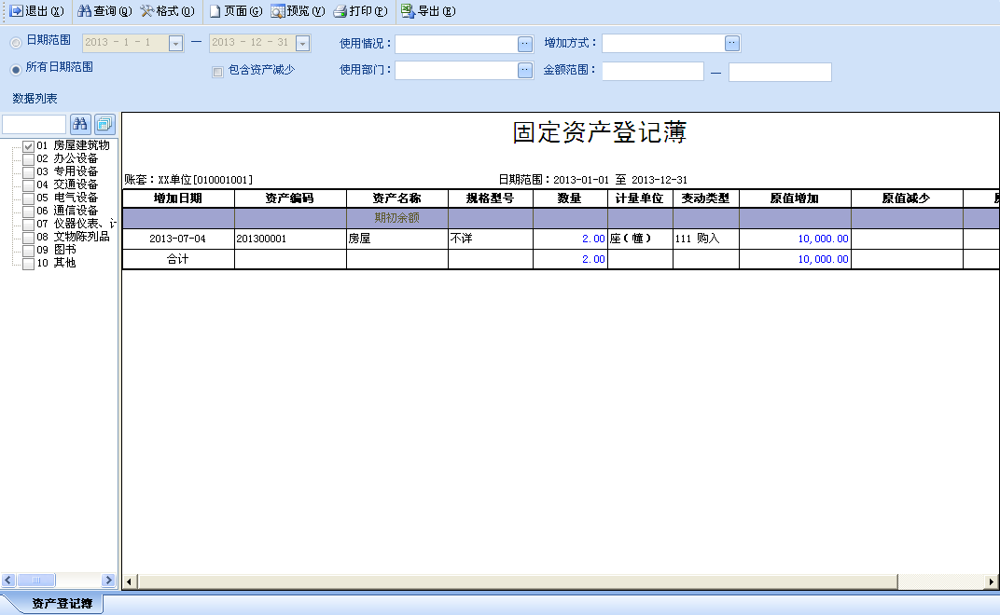 退出(X) 查询(Q) 格式(O) 页面(G) 预览(V) 打印(P) 导出(E)
日期范围 2013 - 1 - 1 — 2013 - 12 - 31 使用情况： 增加方式：
所有日期范围 包含资产减少 使用部门： 金额范围： —
数据列表
01 房屋建筑物
02 办公设备
03 专用设备
04 交通设备
05 电气设备
06 通信设备
07 仪器仪表、
08 文物陈列品
09 图书
10 其他
固定资产登记薄
账套：XX单位[010001001] 日期范围：2013-01-01 至 2013-12-31
增加日期 资产编码 资产名称 规格型号 数量 计量单位 变动类型 原值增加 原值减少
期初余额
2013-07-04 201300001 房屋 不详 2.00 座(幢) 111 购入 10,000.00
合计 2.00 10,000.00
资产登记簿